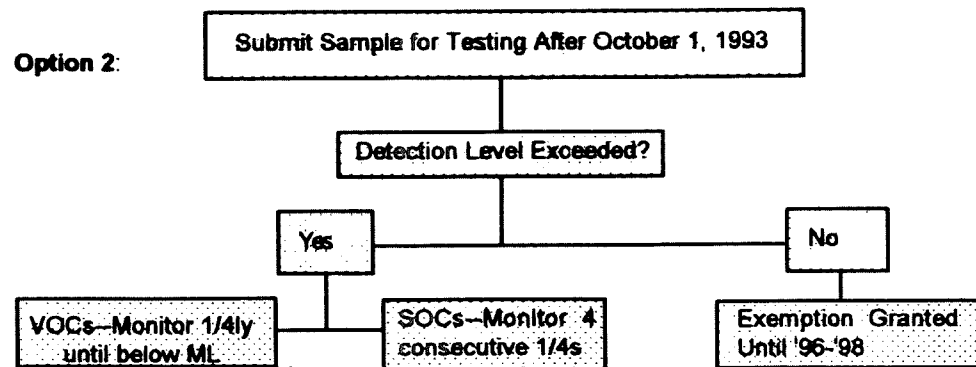 Option 2:
Submit Sample for Testing After October 1, 1993
Detection Level Exceeded?
Yes
No
VOCs--Monitor 1/4ly
until below ML
SOCs--Monitor 4
consecutive 1/4s
Exemption Granted
Until '96-'98